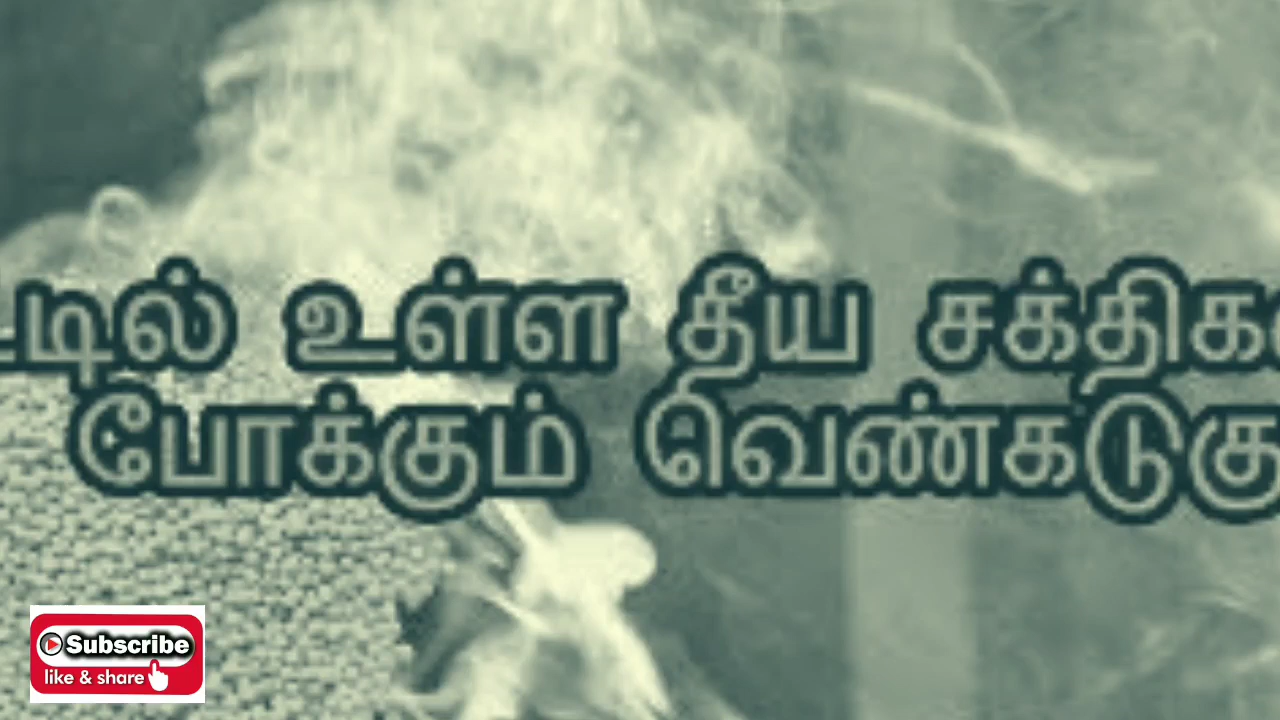 டில் உள்ள தீய சக்திக
போக்கும் வெண்கடுகு
Subscribe
like & share